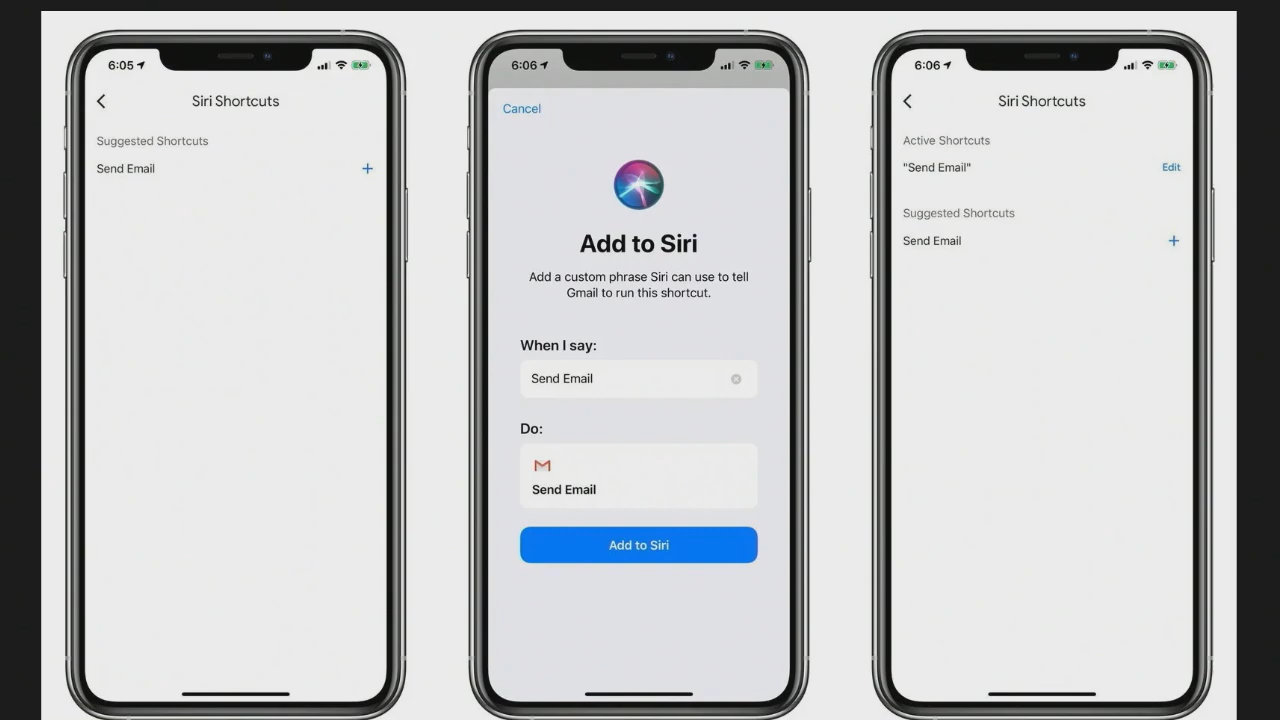 6:05
Siri Shortcuts
Suggested Shortcuts
Send Email
6:06
Cancel
Add to Siri
Add a custom phrase Siri can use to tell
Gmail to run this shortcut.
When I say:
Send Email
Do:
Send Email
Add to Siri
6:06
Siri Shortcuts
Active Shortcuts
"Send Email"
Edit
Suggested Shortcuts
Send Email